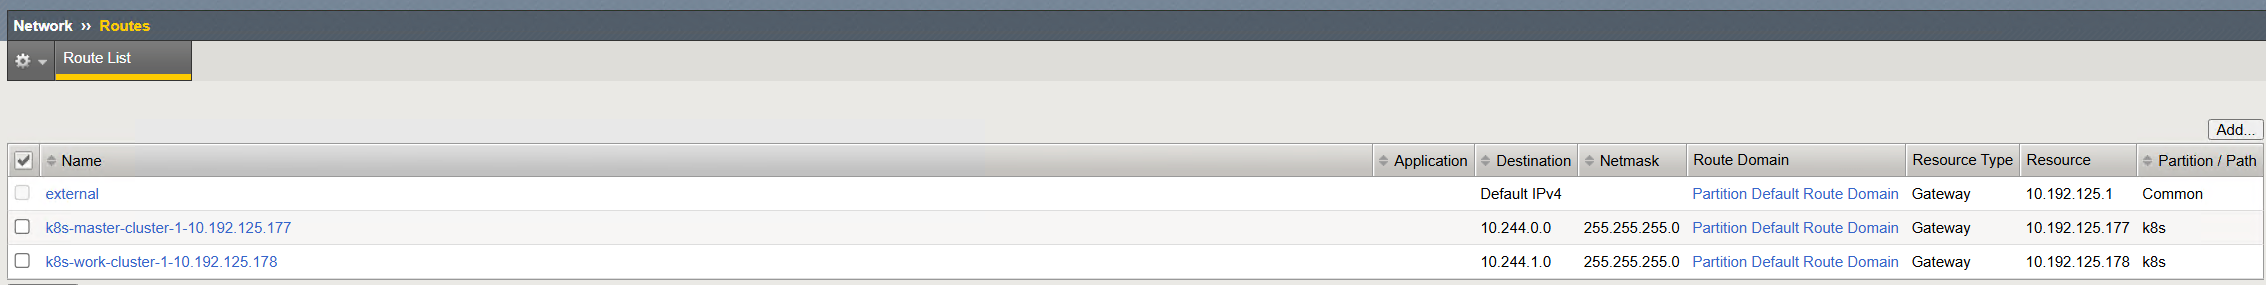 Network ›› Routes
Route List
Add...
Name Application Destination Netmask Route Domain Resource Type Resource Partition / Path
external Default IPv4 Partition Default Route Domain Gateway 10.192.125.1 Common
k8s-master-cluster-1-10.192.125.177 10.244.0.0 255.255.255.0 Partition Default Route Domain Gateway 10.192.125.177 k8s
k8s-work-cluster-1-10.192.125.178 10.244.1.0 255.255.255.0 Partition Default Route Domain Gateway 10.192.125.178 k8s